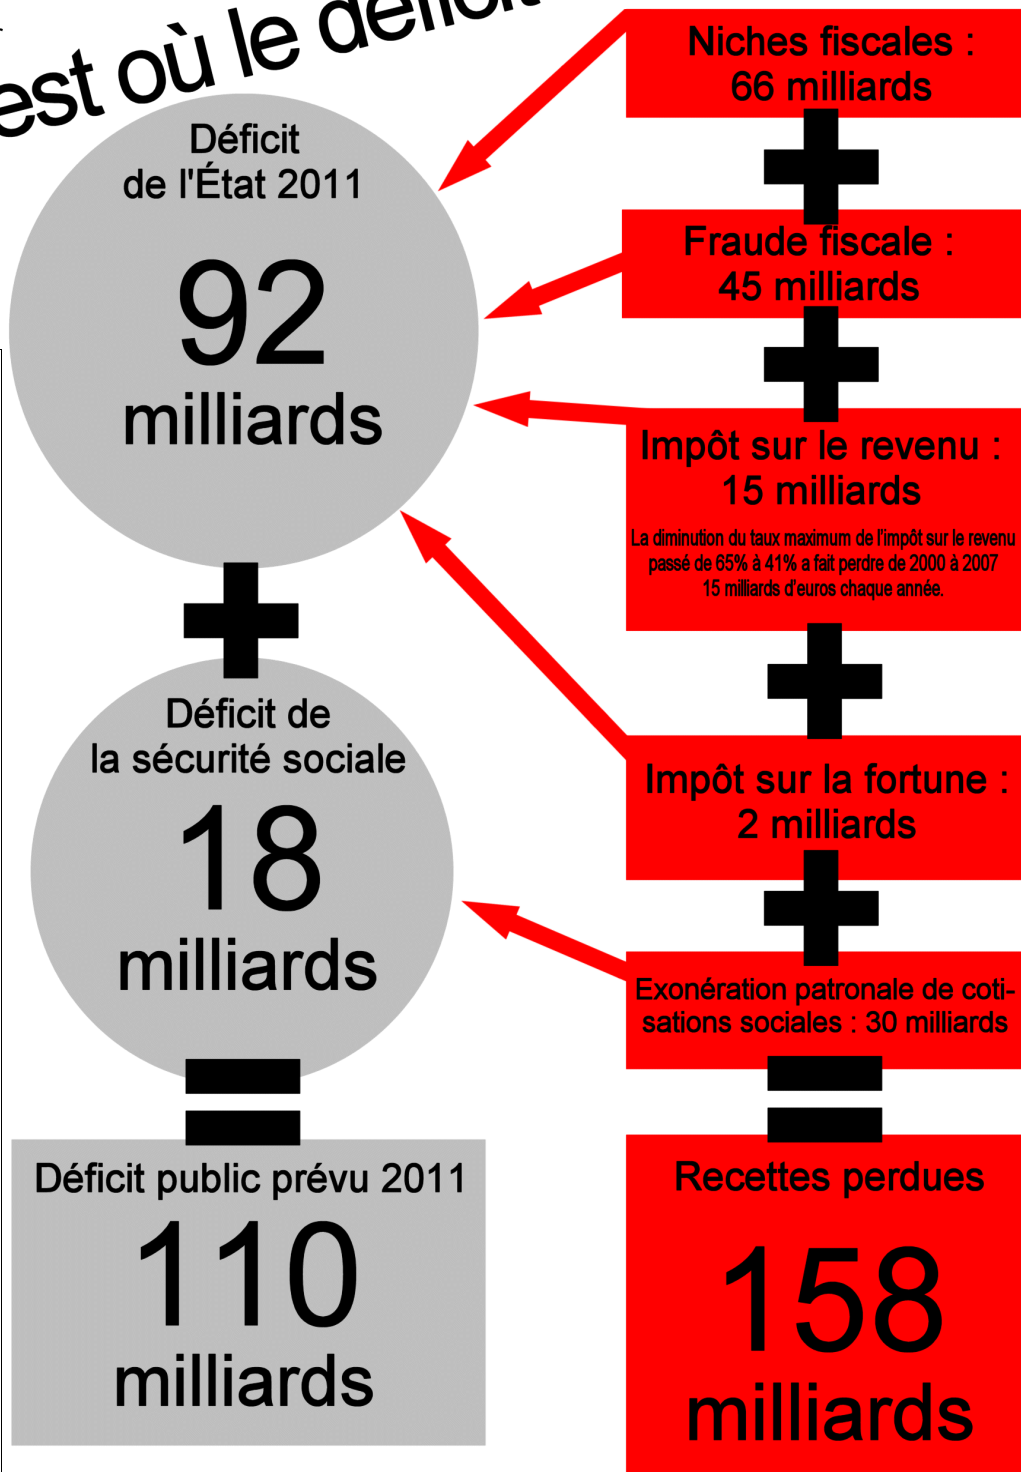 est où le déficit
Déficit
de l'État 2011
92
milliards
Déficit de
la sécurité sociale
18
milliards
Déficit public prévu 2011
110
milliards
Niches fiscales :
66 milliards
Fraude fiscale :
45 milliards
Impôt sur le revenu :
15 milliards
La diminution du taux maximum de l'impôt sur le revenu
passé de 65% à 41% a fait perdre de 2000 à 2007
15 milliards d'euros chaque année.
Impôt sur la fortune :
2 milliards
Exonération patronale de coti-
sations sociales : 30 milliards
Recettes perdues
158
milliards